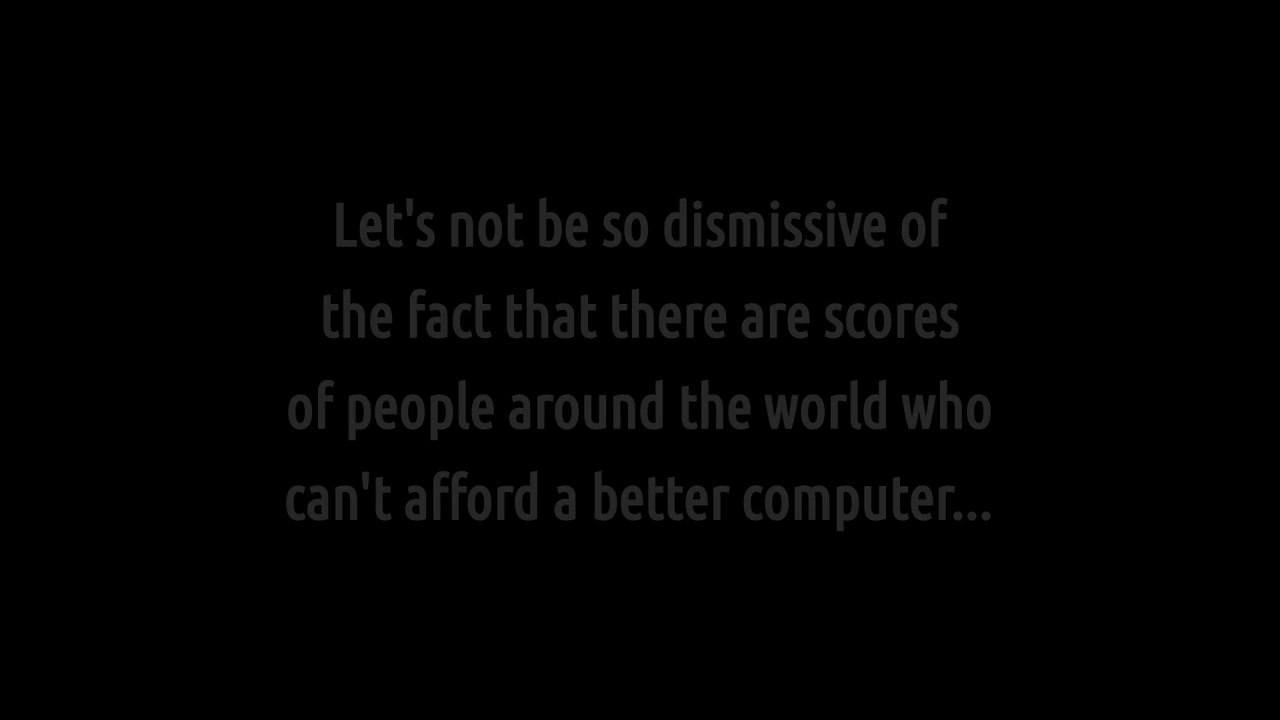 Let's not be so dismissive of
the fact that there are scores
of people around the world who
can't afford a better computer...